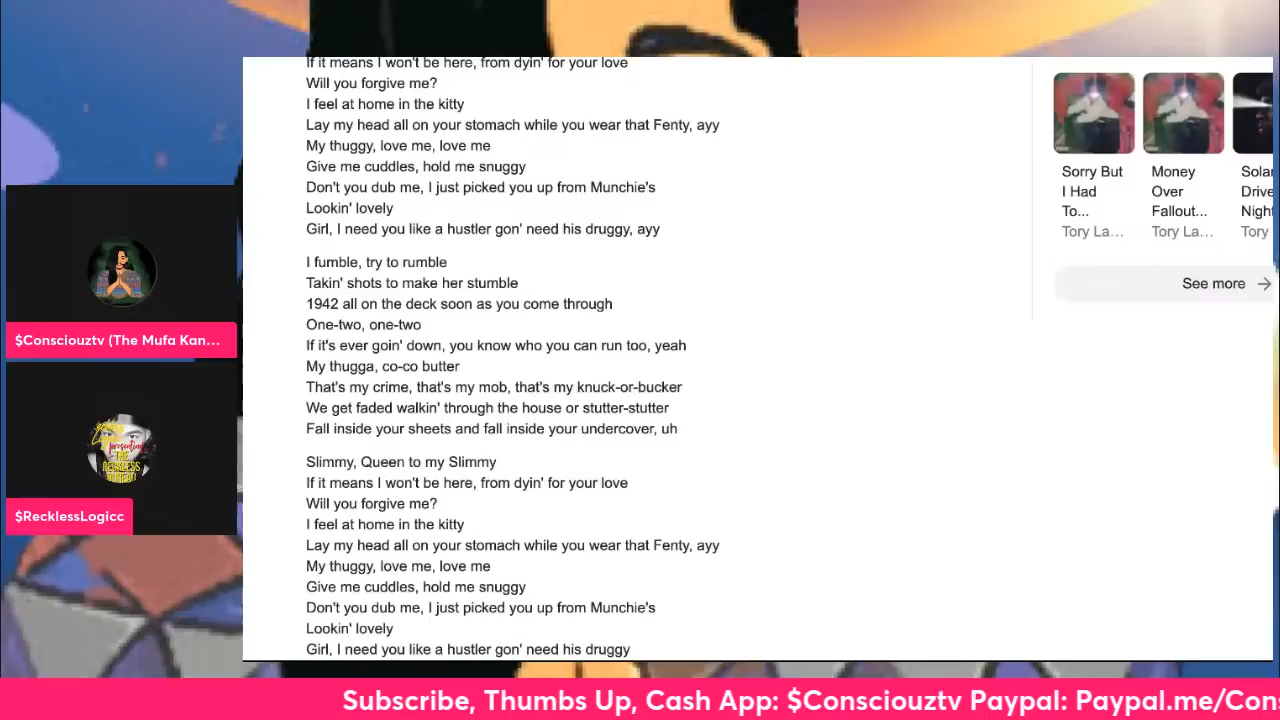 If it means I won't be here, from dyin' for your love
Will you forgive me?
I feel at home in the kitty
Lay my head all on your stomach while you wear that Fenty, ayy
My thuggy, love me, love me
Give me cuddles, hold me snuggy
Don't you dub me, I just picked you up from Munchie's
Lookin' lovely
Girl, I need you like a hustler gon' need his druggy, ayy
I fumble, try to rumble
Takin' shots to make her stumble
1942 all on the deck soon as you come through
One-two, one-two
If it's ever goin' down, you know who you can run too, yeah
My thugga, co-co butter
That's my crime, that's my mob, that's my knuck-or-bucker
We get faded walkin' through the house or stutter-stutter
Fall inside your sheets and fall inside your undercover, uh
Slimmy, Queen to my Slimmy
If it means I won't be here, from dyin' for your love
Will you forgive me?
I feel at home in the kitty
Lay my head all on your stomach while you wear that Fenty, ayy
My thuggy, love me, love me
Give me cuddles, hold me snuggy
Don't you dub me, I just picked you up from Munchie's
Lookin' lovely
Girl, I need you like a hustler gon' need his druggy
Sorry But
I Had
To...
Tory La...
Money
Over
Fallout...
Tory La...
Solar
Drive
Night
Tory
See more
$Consciouztv (The Mufa Kan...
presenting
THE
RECKLESS
$RecklessLogicc
Subscribe, Thumbs Up, Cash App: $Consciouztv Paypal: Paypal.me/Cons